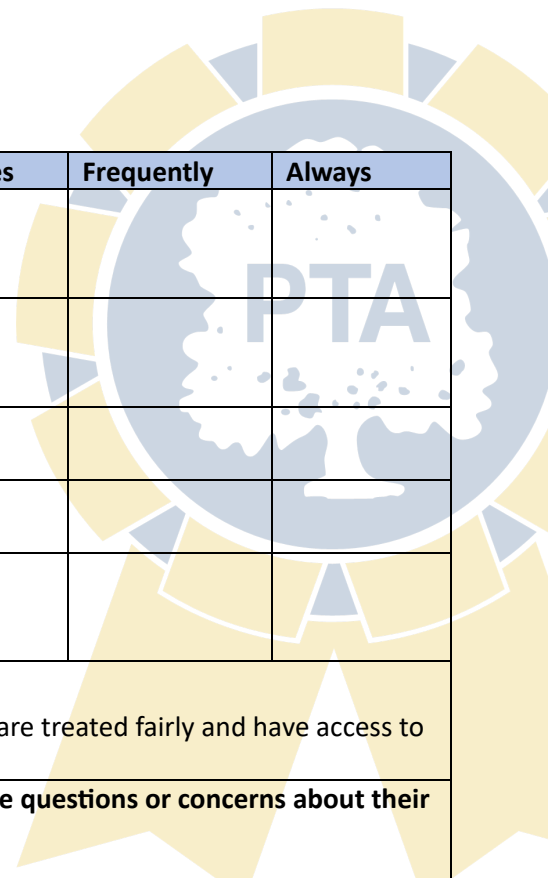 es Frequently Always
PTA
are treated fairly and have access to
e questions or concerns about their